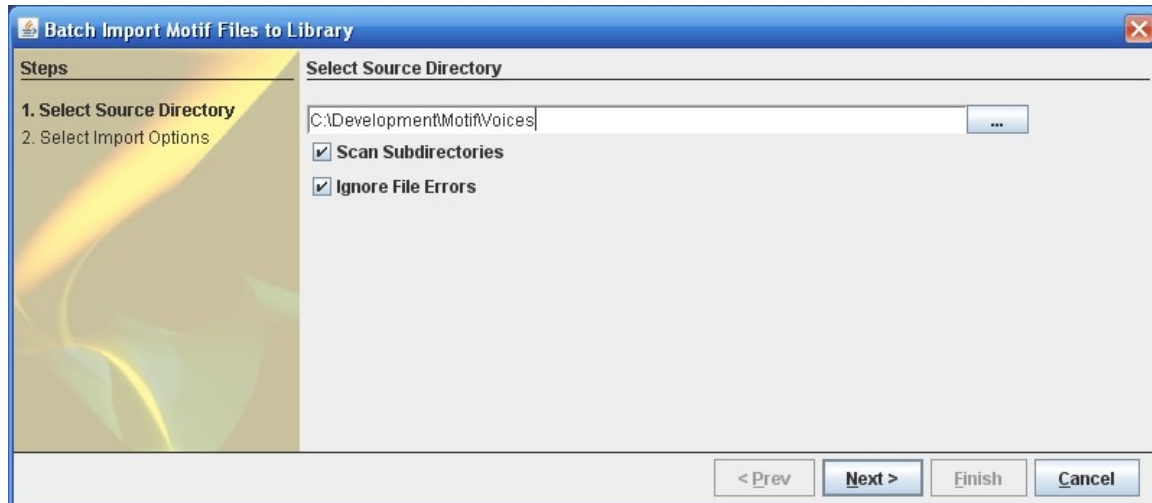 Batch Import Motif Files to Library
Steps
1. Select Source Directory
2. Select Import Options
Select Source Directory
C:\Development\Motif\Voices
...
Scan Subdirectories
Ignore File Errors
< Prev
Next >
Finish
Cancel